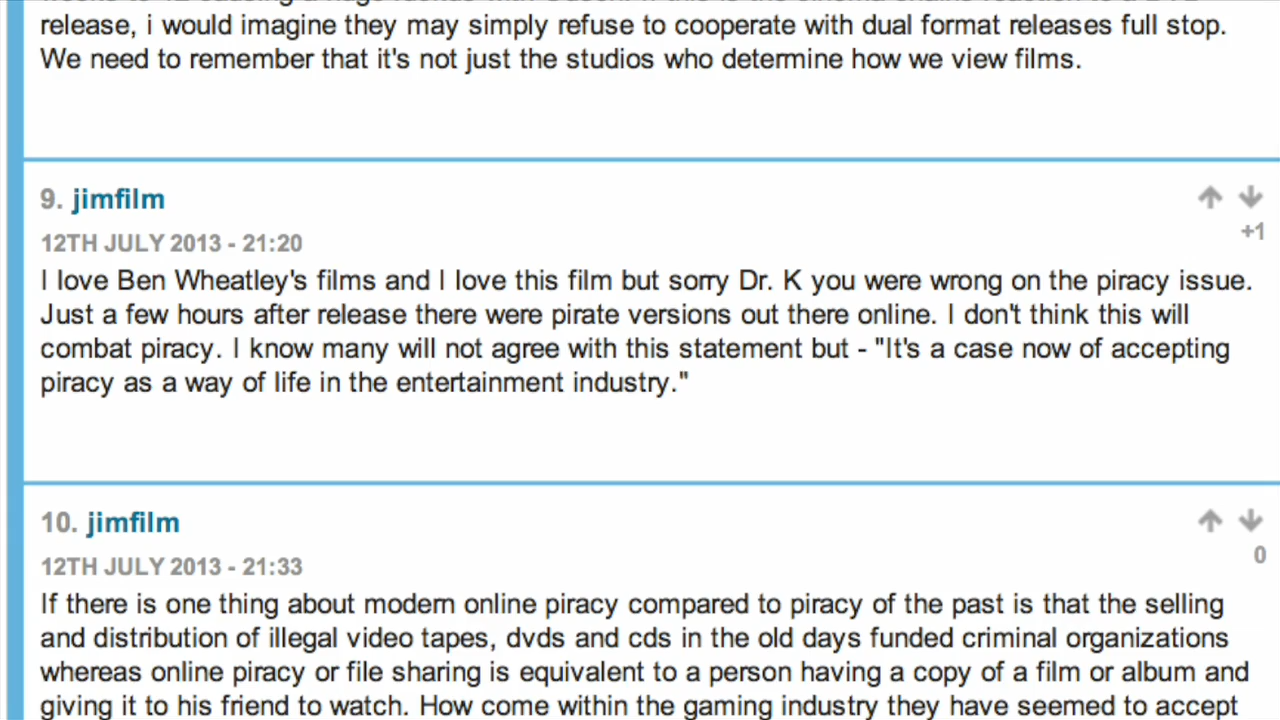 release, i would imagine they may simply refuse to cooperate with dual format releases full stop.
We need to remember that it's not just the studios who determine how we view films.
9. jimfilm
+1
12TH JULY 2013 - 21:20
I love Ben Wheatley's films and I love this film but sorry Dr. K you were wrong on the piracy issue.
Just a few hours after release there were pirate versions out there online. I don't think this will
combat piracy. I know many will not agree with this statement but - "It's a case now of accepting
piracy as a way of life in the entertainment industry."
10. jimfilm
0
12TH JULY 2013 - 21:33
If there is one thing about modern online piracy compared to piracy of the past is that the selling
and distribution of illegal video tapes, dvds and cds in the old days funded criminal organizations
whereas online piracy or file sharing is equivalent to a person having a copy of a film or album and
giving it to his friend to watch. How come within the gaming industry they have seemed to accept